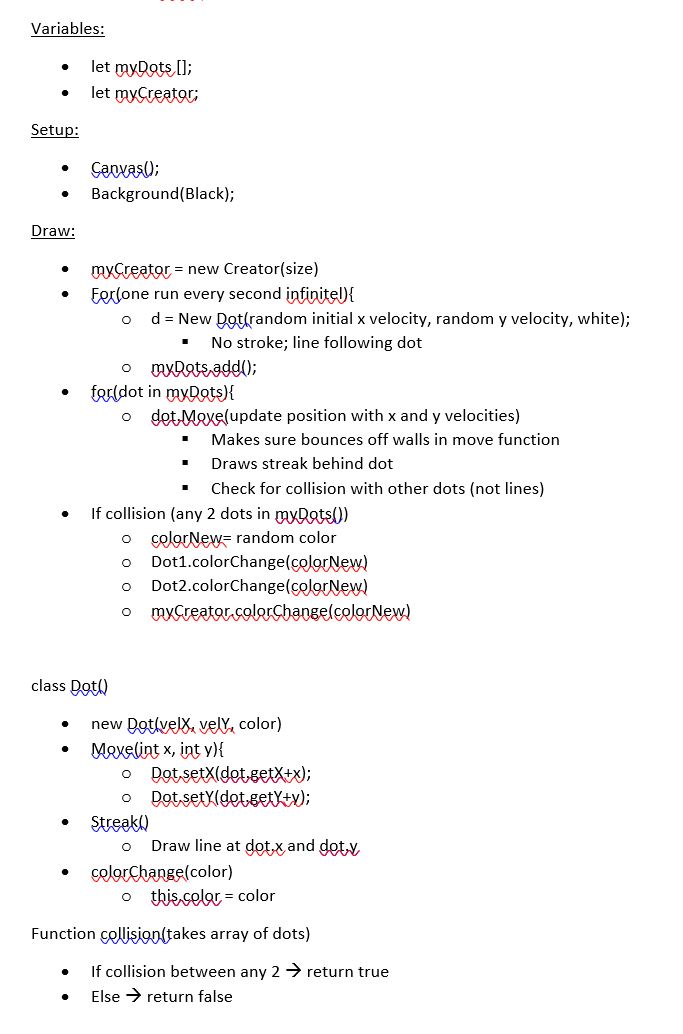 Variables:
• let myDots [];
• let myCreator;
Setup:
• Canvas();
• Background(Black);
Draw:
• myCreator = new Creator(size)
• For(one run every second infinitel){
o d = New Dot(random initial x velocity, random y velocity, white);
▪ No stroke; line following dot
o myDots.add();
• for(dot in myDots){
o dot.Move(update position with x and y velocities)
▪ Makes sure bounces off walls in move function
▪ Draws streak behind dot
▪ Check for collision with other dots (not lines)
• If collision (any 2 dots in myDots())
o colorNew= random color
o Dot1.colorChange(colorNew)
o Dot2.colorChange(colorNew)
o myCreator.colorChange(colorNew)
class Dot()
• new Dot(velX, velY, color)
• Move(int x, int y){
o Dot.setX(dot.getX+x);
o Dot.setY(dot.getY+y);
• Streak()
o Draw line at dot.x and dot.y
• colorChange(color)
o this.color = color
Function collision(takes array of dots)
• If collision between any 2 → return true
• Else → return false